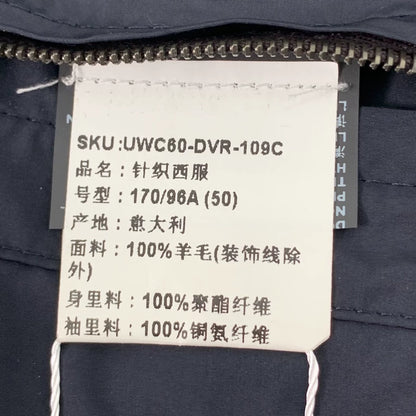 SKU:UWC60-DVR-109C
品名：针织西服
号型：170/96A (50)
产地：意大利
面料：100%羊毛(装饰线除
外)
身里料：100%聚酯纤维
袖里料：100%铜氨纤维